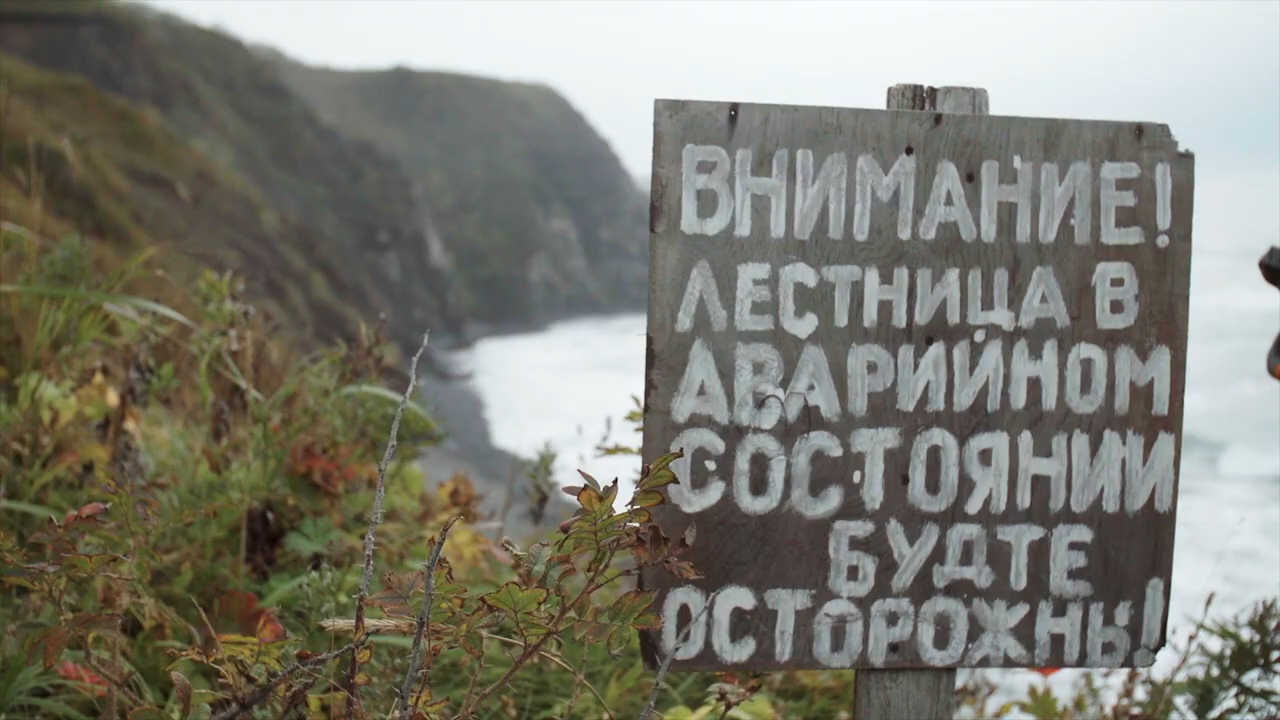 ВНИМАНИЕ!
ЛЕСТНИЦА В
АВАРИЙНОМ
СОСТОЯНИИ
БУДТЕ
ОСТОРОЖНЫ!